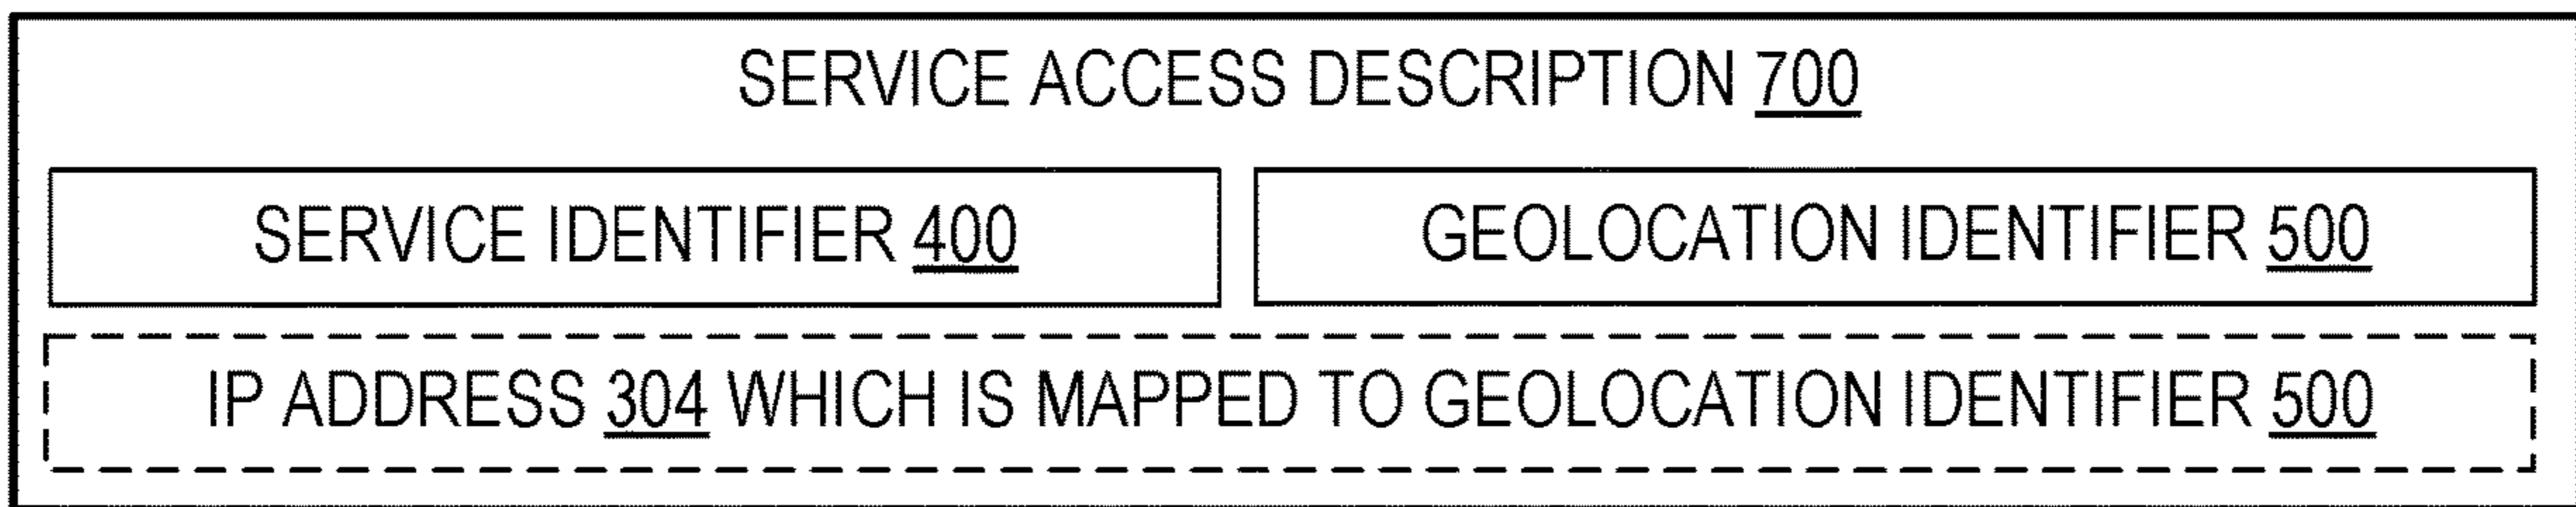 SERVICE ACCESS DESCRIPTION 700
SERVICE IDENTIFIER 400
GEOLOCATION IDENTIFIER 500
IP ADDRESS 304 WHICH IS MAPPED TO GEOLOCATION IDENTIFIER 500